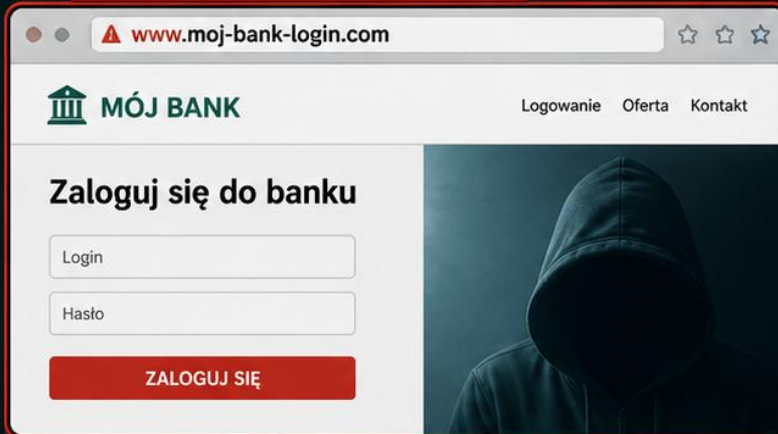 www.moj-bank-login.com
MÓJ BANK
Logowanie Oferta Kontakt
Zaloguj się do banku
Login
Hasło
ZALOGUJ SIĘ